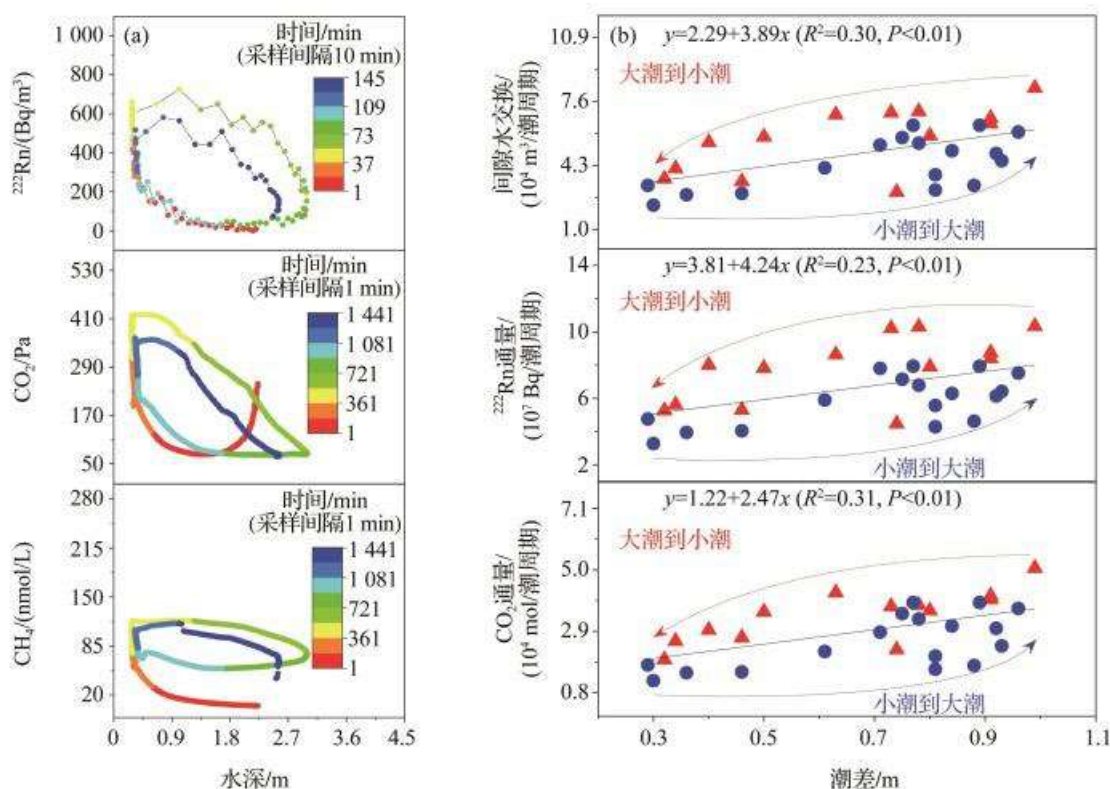 (a)
时间/min
(采样间隔10 min)
1 000
800
600
400
200
0
²²²Rn/(Bq/m³)
145
109
73
37
1
时间/min
(采样间隔1 min)
530
410
290
170
50
CO₂/Pa
1 441
1 081
721
361
1
时间/min
(采样间隔1 min)
280
215
150
85
20
CH₄/(nmol/L)
1 441
1 081
721
361
1
0
0.9
1.8
2.7
3.6
4.5
水深/m
(b)
y=2.29+3.89x (R²=0.30, P<0.01)
大潮到小潮
10.9
7.6
4.3
1.0
间隙水交换/
(10⁴ m³/潮周期)
小潮到大潮
y=3.81+4.24x (R²=0.23, P<0.01)
大潮到小潮
14
10
6
2
²²²Rn通量/
(10⁷ Bq/潮周期)
小潮到大潮
y=1.22+2.47x (R²=0.31, P<0.01)
大潮到小潮
7.1
5.0
2.9
0.8
CO₂通量/
(10⁴ mol/潮周期)
小潮到大潮
0.3
0.5
0.7
0.9
1.1
潮差/m